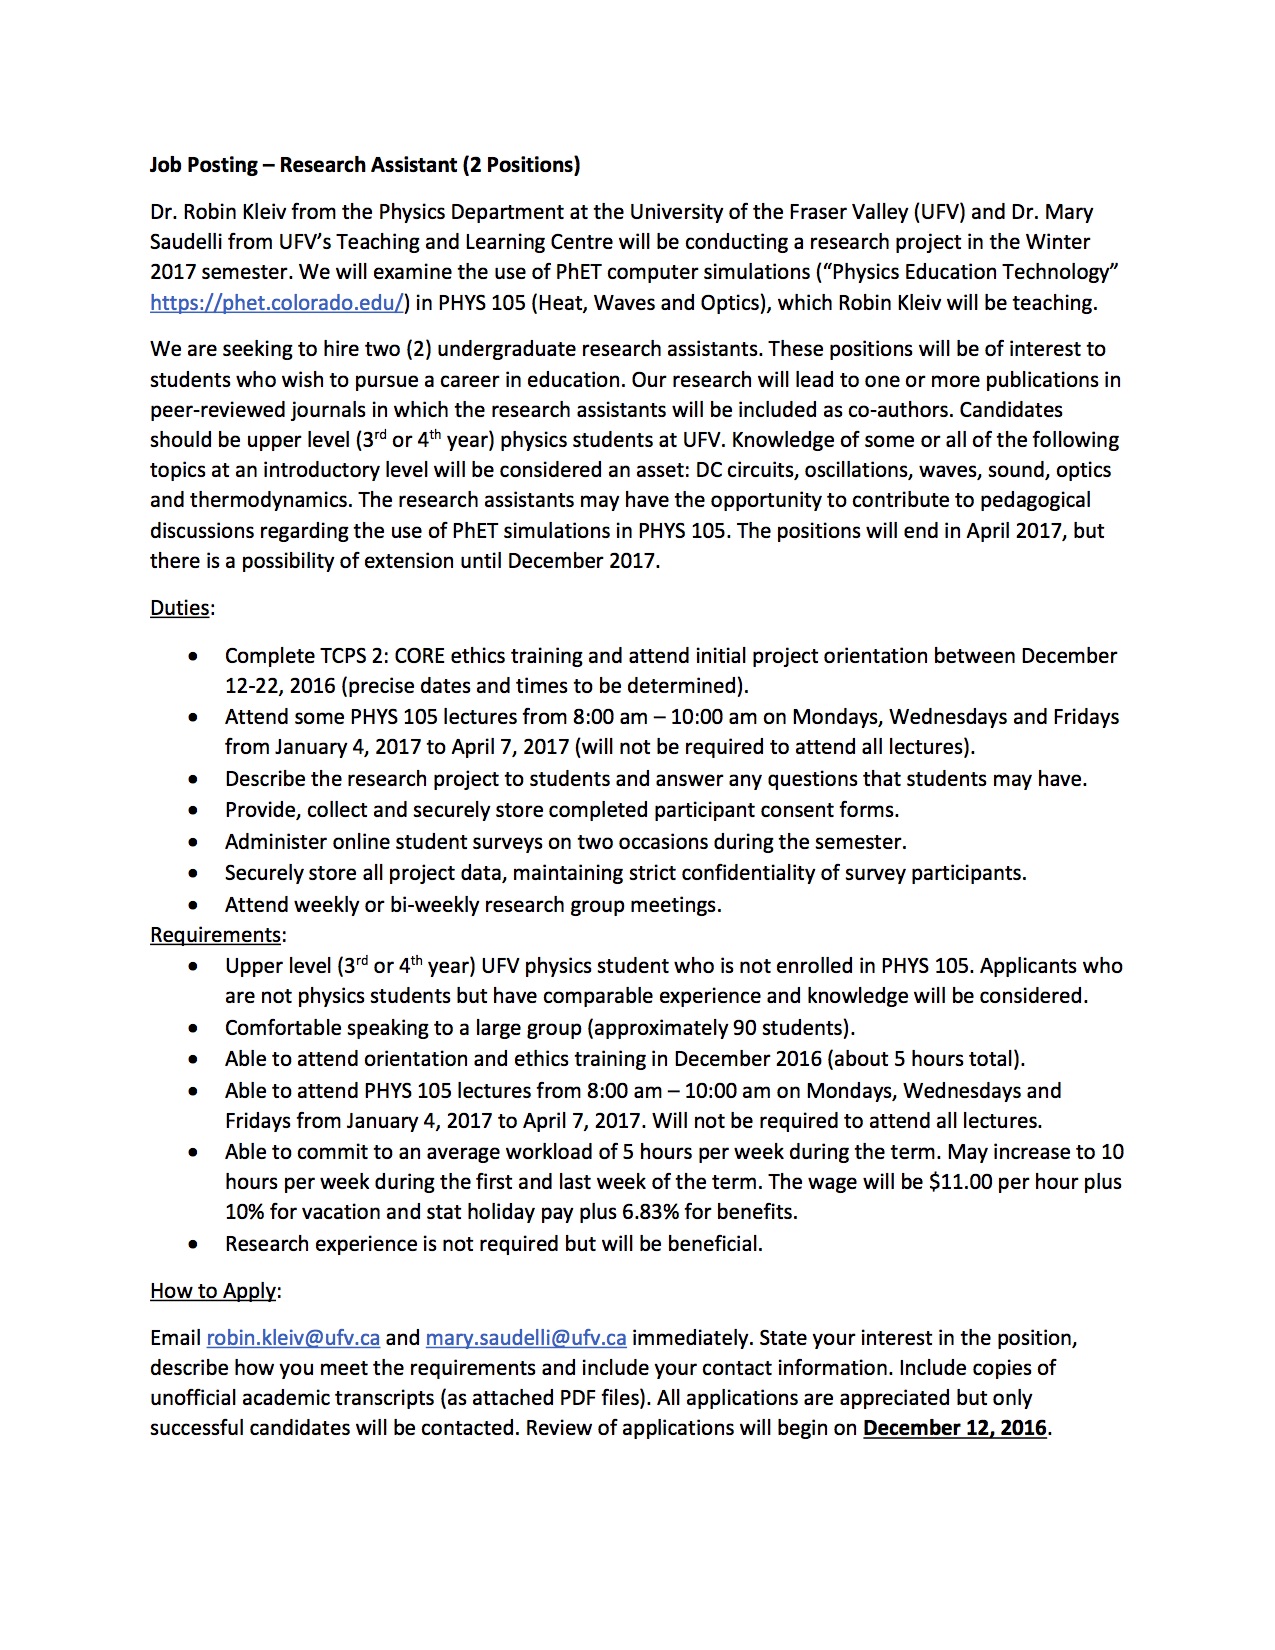 Job Posting – Research Assistant (2 Positions)
Dr. Robin Kleiv from the Physics Department at the University of the Fraser Valley (UFV) and Dr. Mary
Saudelli from UFV’s Teaching and Learning Centre will be conducting a research project in the Winter
2017 semester. We will examine the use of PhET computer simulations (“Physics Education Technology”
https://phet.colorado.edu/) in PHYS 105 (Heat, Waves and Optics), which Robin Kleiv will be teaching.
We are seeking to hire two (2) undergraduate research assistants. These positions will be of interest to
students who wish to pursue a career in education. Our research will lead to one or more publications in
peer-reviewed journals in which the research assistants will be included as co-authors. Candidates
should be upper level (3rd or 4th year) physics students at UFV. Knowledge of some or all of the following
topics at an introductory level will be considered an asset: DC circuits, oscillations, waves, sound, optics
and thermodynamics. The research assistants may have the opportunity to contribute to pedagogical
discussions regarding the use of PhET simulations in PHYS 105. The positions will end in April 2017, but
there is a possibility of extension until December 2017.
Duties:
• Complete TCPS 2: CORE ethics training and attend initial project orientation between December
12-22, 2016 (precise dates and times to be determined).
• Attend some PHYS 105 lectures from 8:00 am – 10:00 am on Mondays, Wednesdays and Fridays
from January 4, 2017 to April 7, 2017 (will not be required to attend all lectures).
• Describe the research project to students and answer any questions that students may have.
• Provide, collect and securely store completed participant consent forms.
• Administer online student surveys on two occasions during the semester.
• Securely store all project data, maintaining strict confidentiality of survey participants.
• Attend weekly or bi-weekly research group meetings.
Requirements:
• Upper level (3rd or 4th year) UFV physics student who is not enrolled in PHYS 105. Applicants who
are not physics students but have comparable experience and knowledge will be considered.
• Comfortable speaking to a large group (approximately 90 students).
• Able to attend orientation and ethics training in December 2016 (about 5 hours total).
• Able to attend PHYS 105 lectures from 8:00 am – 10:00 am on Mondays, Wednesdays and
Fridays from January 4, 2017 to April 7, 2017. Will not be required to attend all lectures.
• Able to commit to an average workload of 5 hours per week during the term. May increase to 10
hours per week during the first and last week of the term. The wage will be $11.00 per hour plus
10% for vacation and stat holiday pay plus 6.83% for benefits.
• Research experience is not required but will be beneficial.
How to Apply:
Email robin.kleiv@ufv.ca and mary.saudelli@ufv.ca immediately. State your interest in the position,
describe how you meet the requirements and include your contact information. Include copies of
unofficial academic transcripts (as attached PDF files). All applications are appreciated but only
successful candidates will be contacted. Review of applications will begin on December 12, 2016.